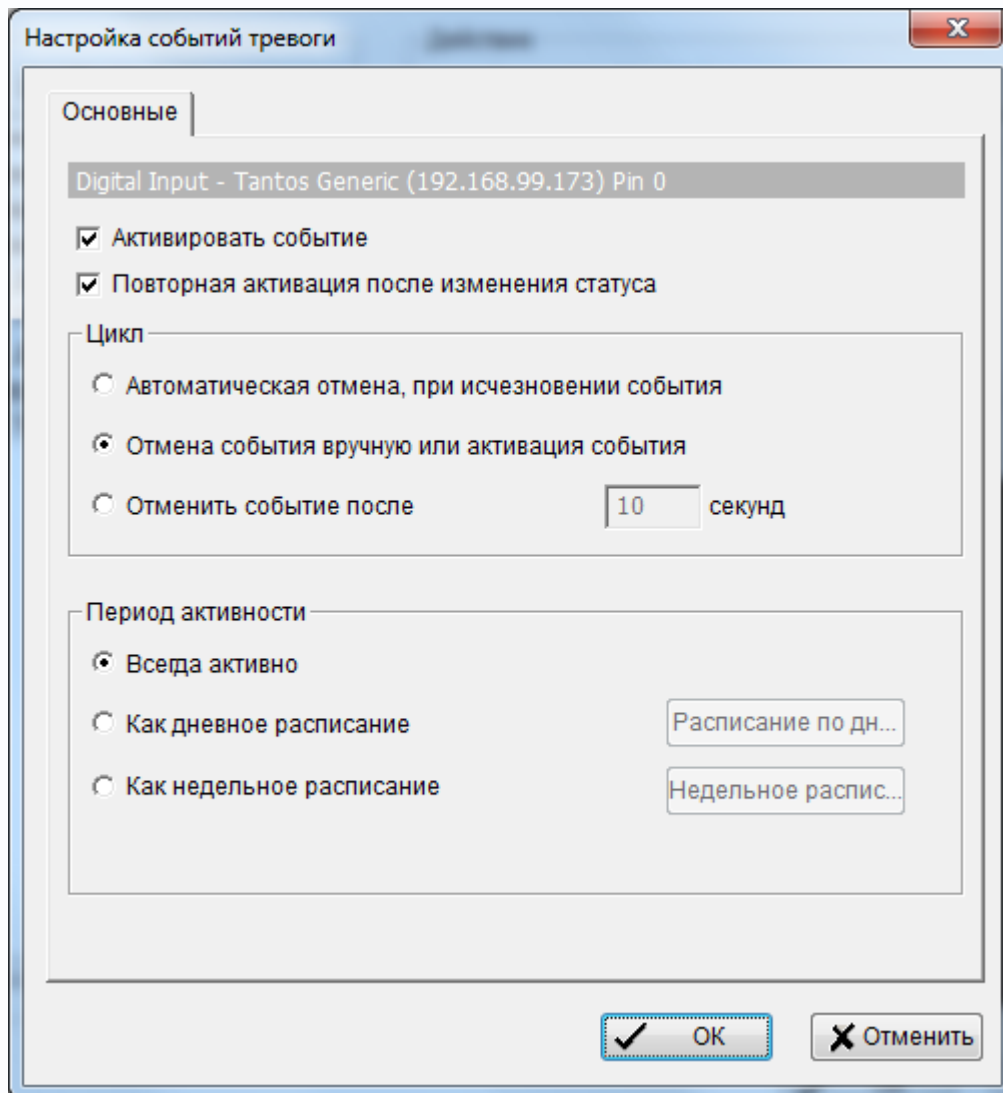 Настройка событий тревоги
Действие
Основные
Digital Input - Tantos Generic (192.168.99.173) Pin 0
Активировать событие
Повторная активация после изменения статуса
Цикл
Автоматическая отмена, при исчезновении события
Отмена события вручную или активация события
Отменить событие после 10 секунд
Период активности
Всегда активно
Как дневное расписание Расписание по дн...
Как недельное расписание Недельное распис...
ОК Отменить